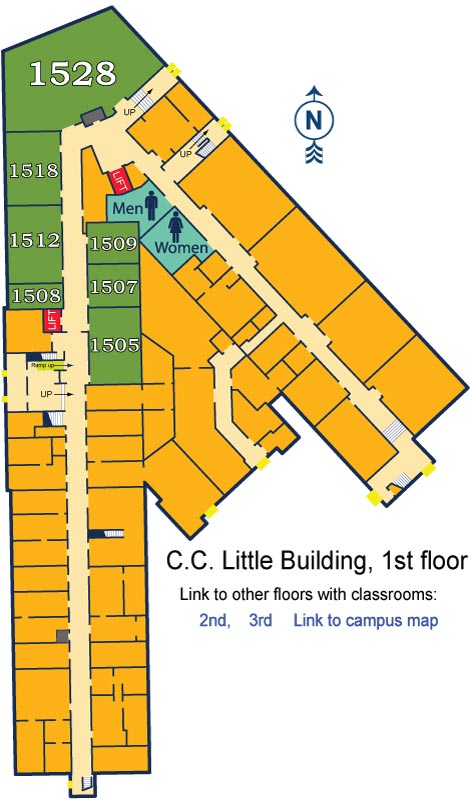 1528
UP
N
UP
1518
LIFT
Men
1512
1509
Women
1508
1507
LIFT
1505
Ramp up
UP
C.C. Little Building, 1st floor
Link to other floors with classrooms:
2nd, 3rd Link to campus map